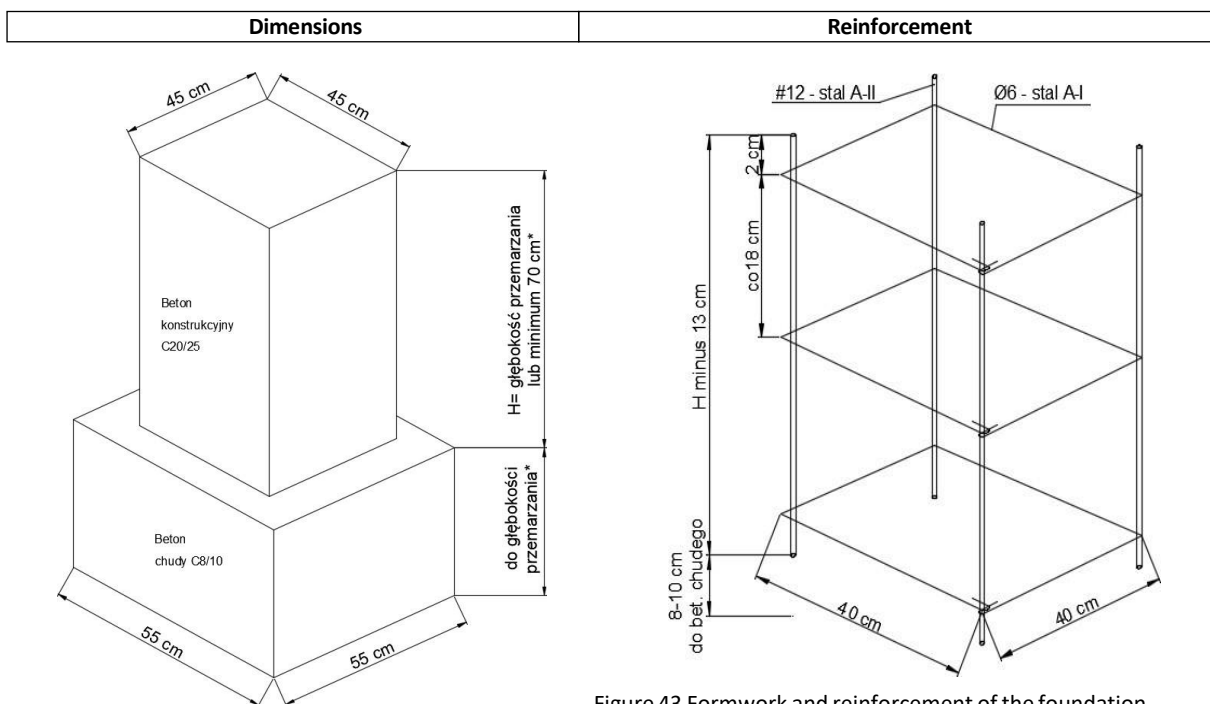 Dimensions
Reinforcement
45 cm
45 cm
Beton
konstrukcyjny
C20/25
H= głębokość przemarzania
lub minimum 70 cm*
Beton
chudy C8/10
do głębokości
przemarzania*
55 cm
55 cm
#12 - stal A-II
Ø6 - stal A-I
2 cm
co18 cm
H minus 13 cm
8-10 cm
do bet. chudego
40 cm
40 cm
Figure 43 Formwork and reinforcement of the foundation